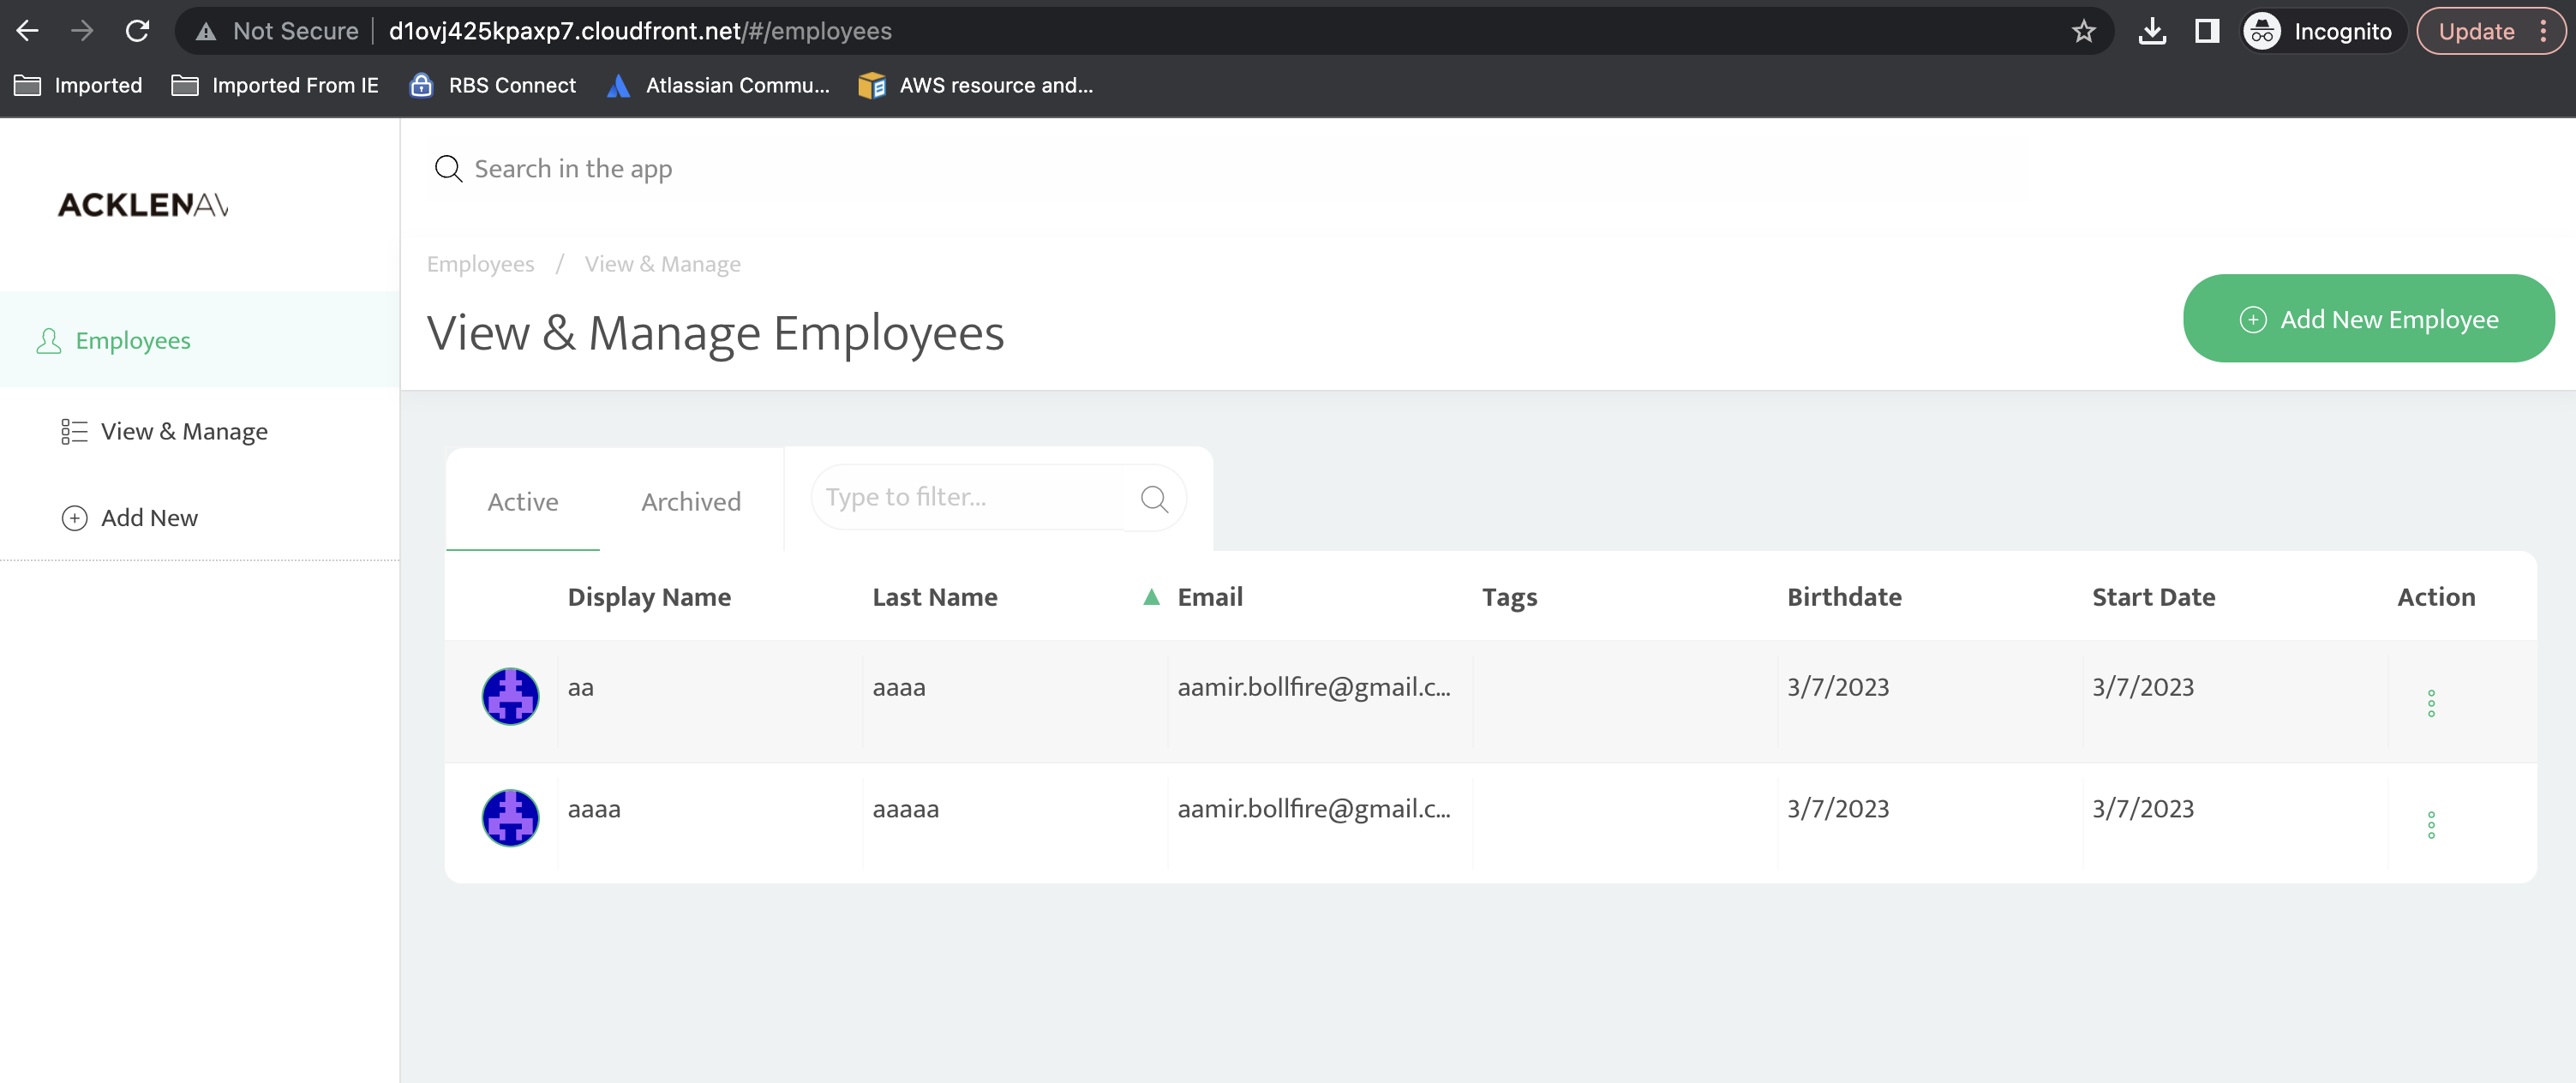 Not Secure | d1ovj425kpaxp7.cloudfront.net/#/employees Incognito Update
Imported Imported From IE RBS Connect Atlassian Commu... AWS resource and...
ACKLENAV
Search in the app
Employees / View & Manage
View & Manage Employees
Add New Employee
Employees
View & Manage
Add New
Active Archived Type to filter...
Display Name Last Name Email Tags Birthdate Start Date Action
aa aaaa aamir.bollfire@gmail.c... 3/7/2023 3/7/2023
aaaa aaaaa aamir.bollfire@gmail.c... 3/7/2023 3/7/2023